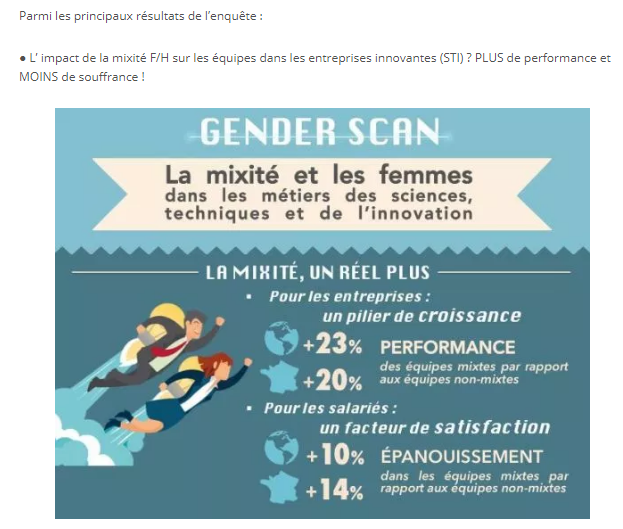 Parmi les principaux résultats de l'enquête :
● L' impact de la mixité F/H sur les équipes dans les entreprises innovantes (STI) ? PLUS de performance et
MOINS de souffrance !
GENDER SCAN
La mixité et les femmes
dans les métiers des sciences,
techniques et de l'innovation
LA MIXITÉ, UN RÉEL PLUS
▪ Pour les entreprises :
un pilier de croissance
+23% PERFORMANCE
des équipes mixtes par rapport
+20% aux équipes non-mixtes
▪ Pour les salariés :
un facteur de satisfaction
+10% ÉPANOUISSEMENT
dans les équipes mixtes par
+14% rapport aux équipes non-mixtes